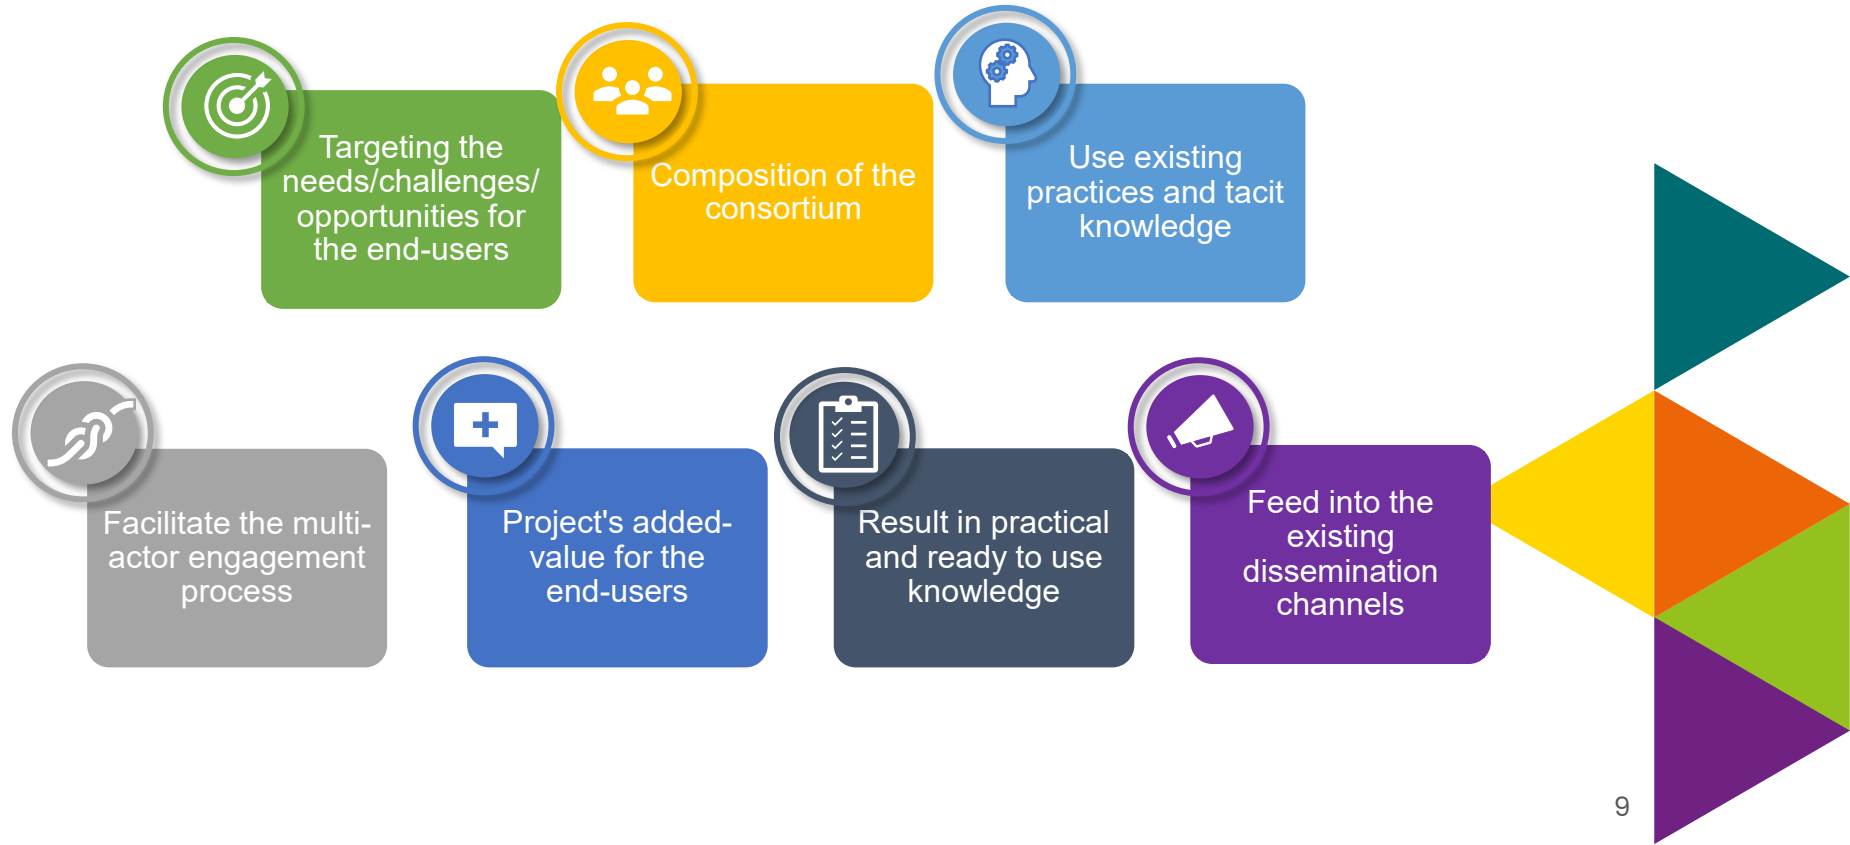 Targeting the
needs/challenges/
opportunities for
the end-users
Composition of the
consortium
Use existing
practices and tacit
knowledge
Facilitate the multi-
actor engagement
process
Project's added-
value for the
end-users
Result in practical
and ready to use
knowledge
Feed into the
existing
dissemination
channels
9